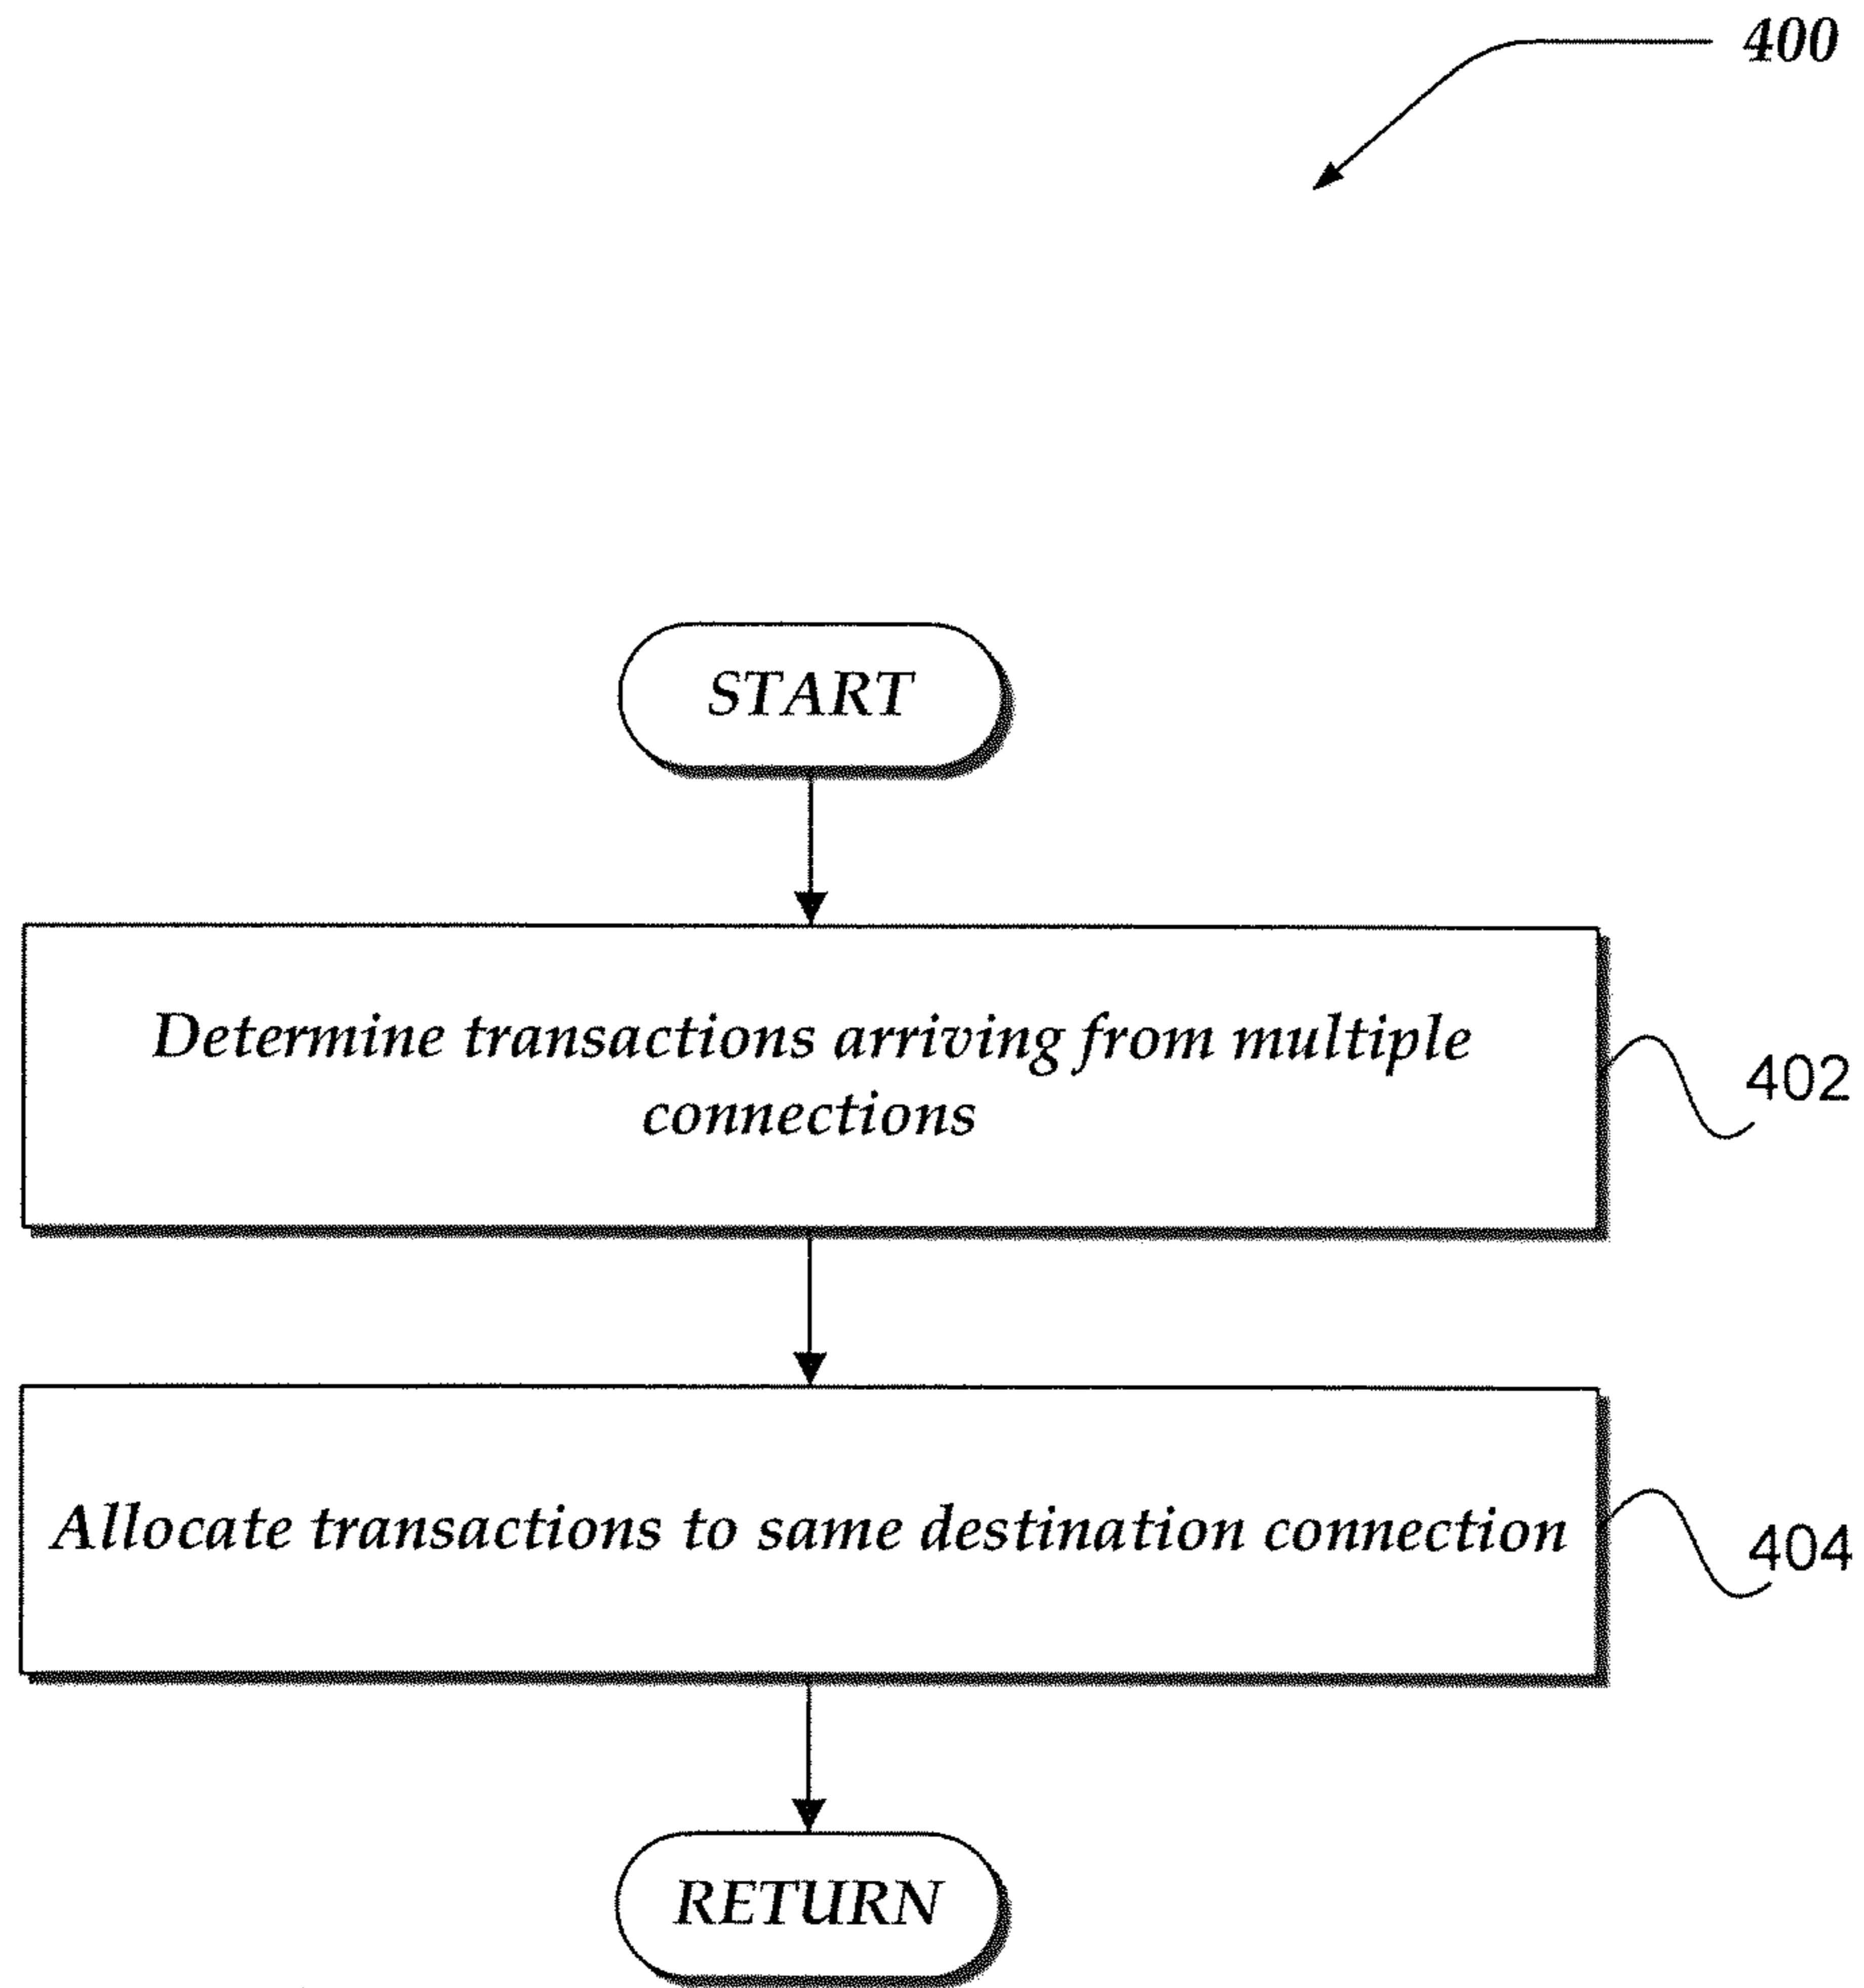 400
START
Determine transactions arriving from multiple
connections
402
Allocate transactions to same destination connection
404
RETURN